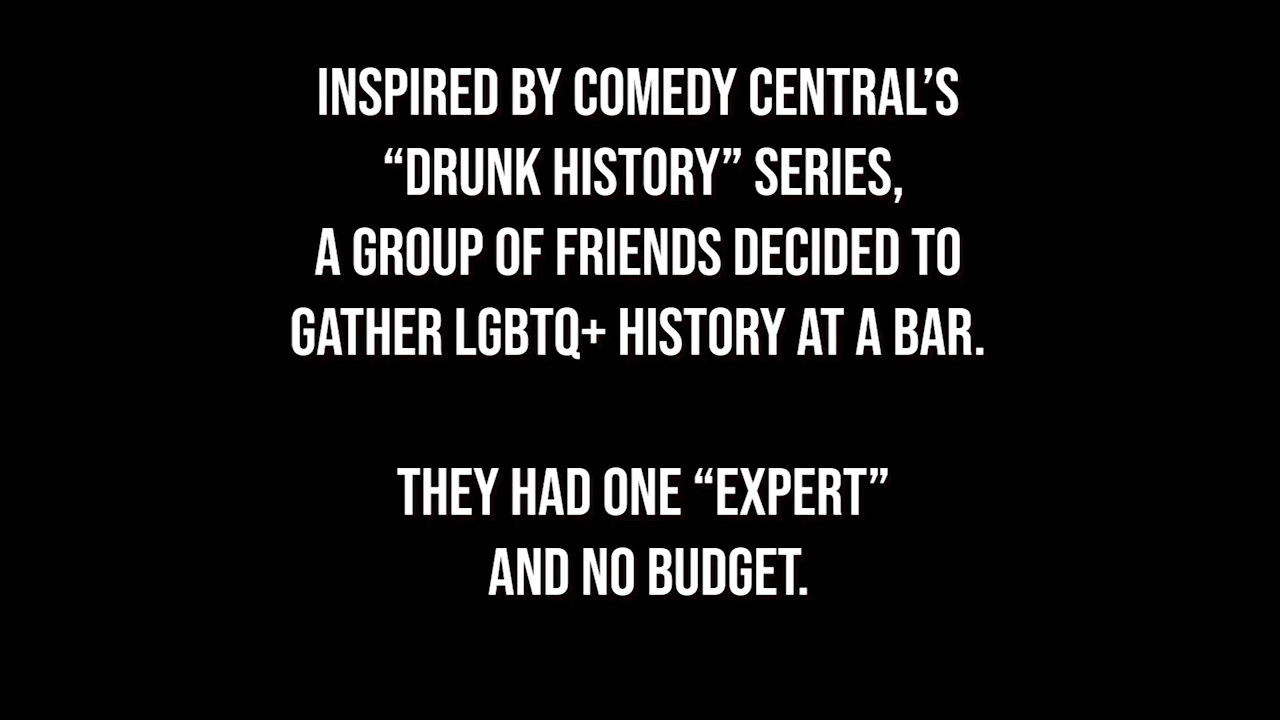 INSPIRED BY COMEDY CENTRAL’S
“DRUNK HISTORY” SERIES,
A GROUP OF FRIENDS DECIDED TO
GATHER LGBTQ+ HISTORY AT A BAR.
THEY HAD ONE “EXPERT”
AND NO BUDGET.